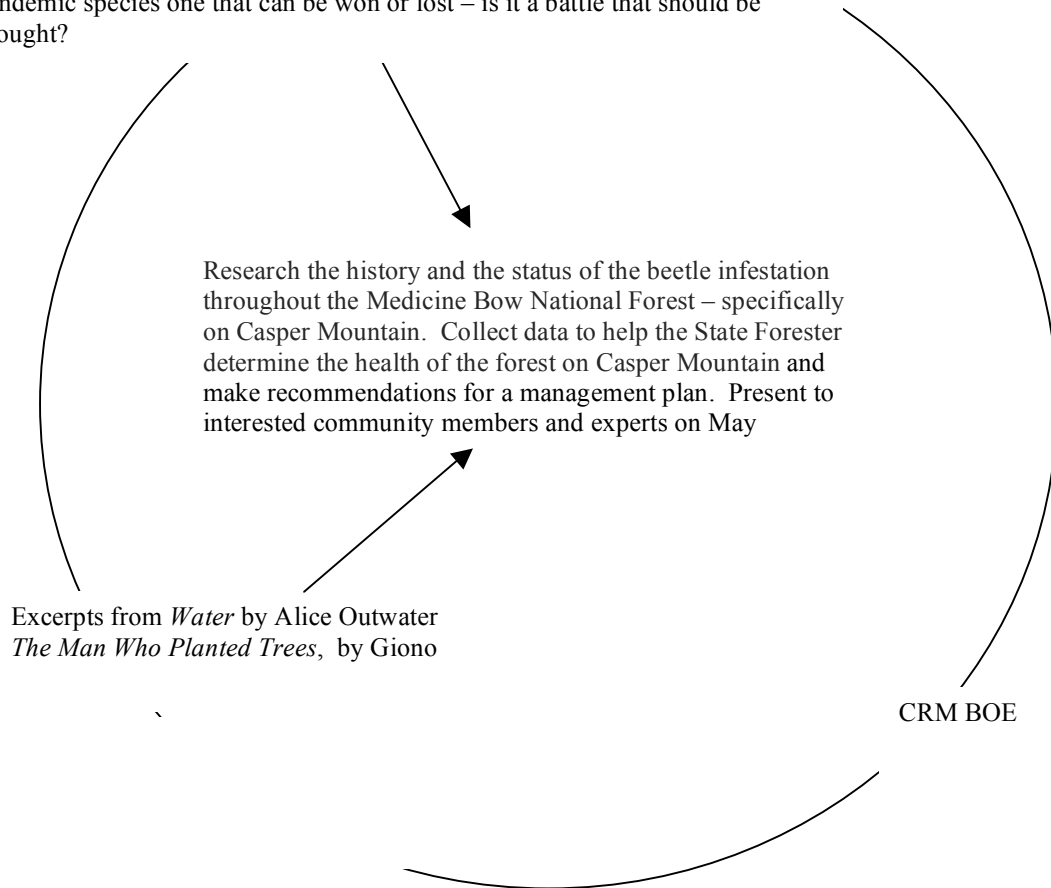 ndemic species one that can be won or lost – is it a battle that should be
ought?
Research the history and the status of the beetle infestation
throughout the Medicine Bow National Forest – specifically
on Casper Mountain. Collect data to help the State Forester
determine the health of the forest on Casper Mountain and
make recommendations for a management plan. Present to
interested community members and experts on May
Excerpts from Water by Alice Outwater
The Man Who Planted Trees, by Giono
`
CRM BOE